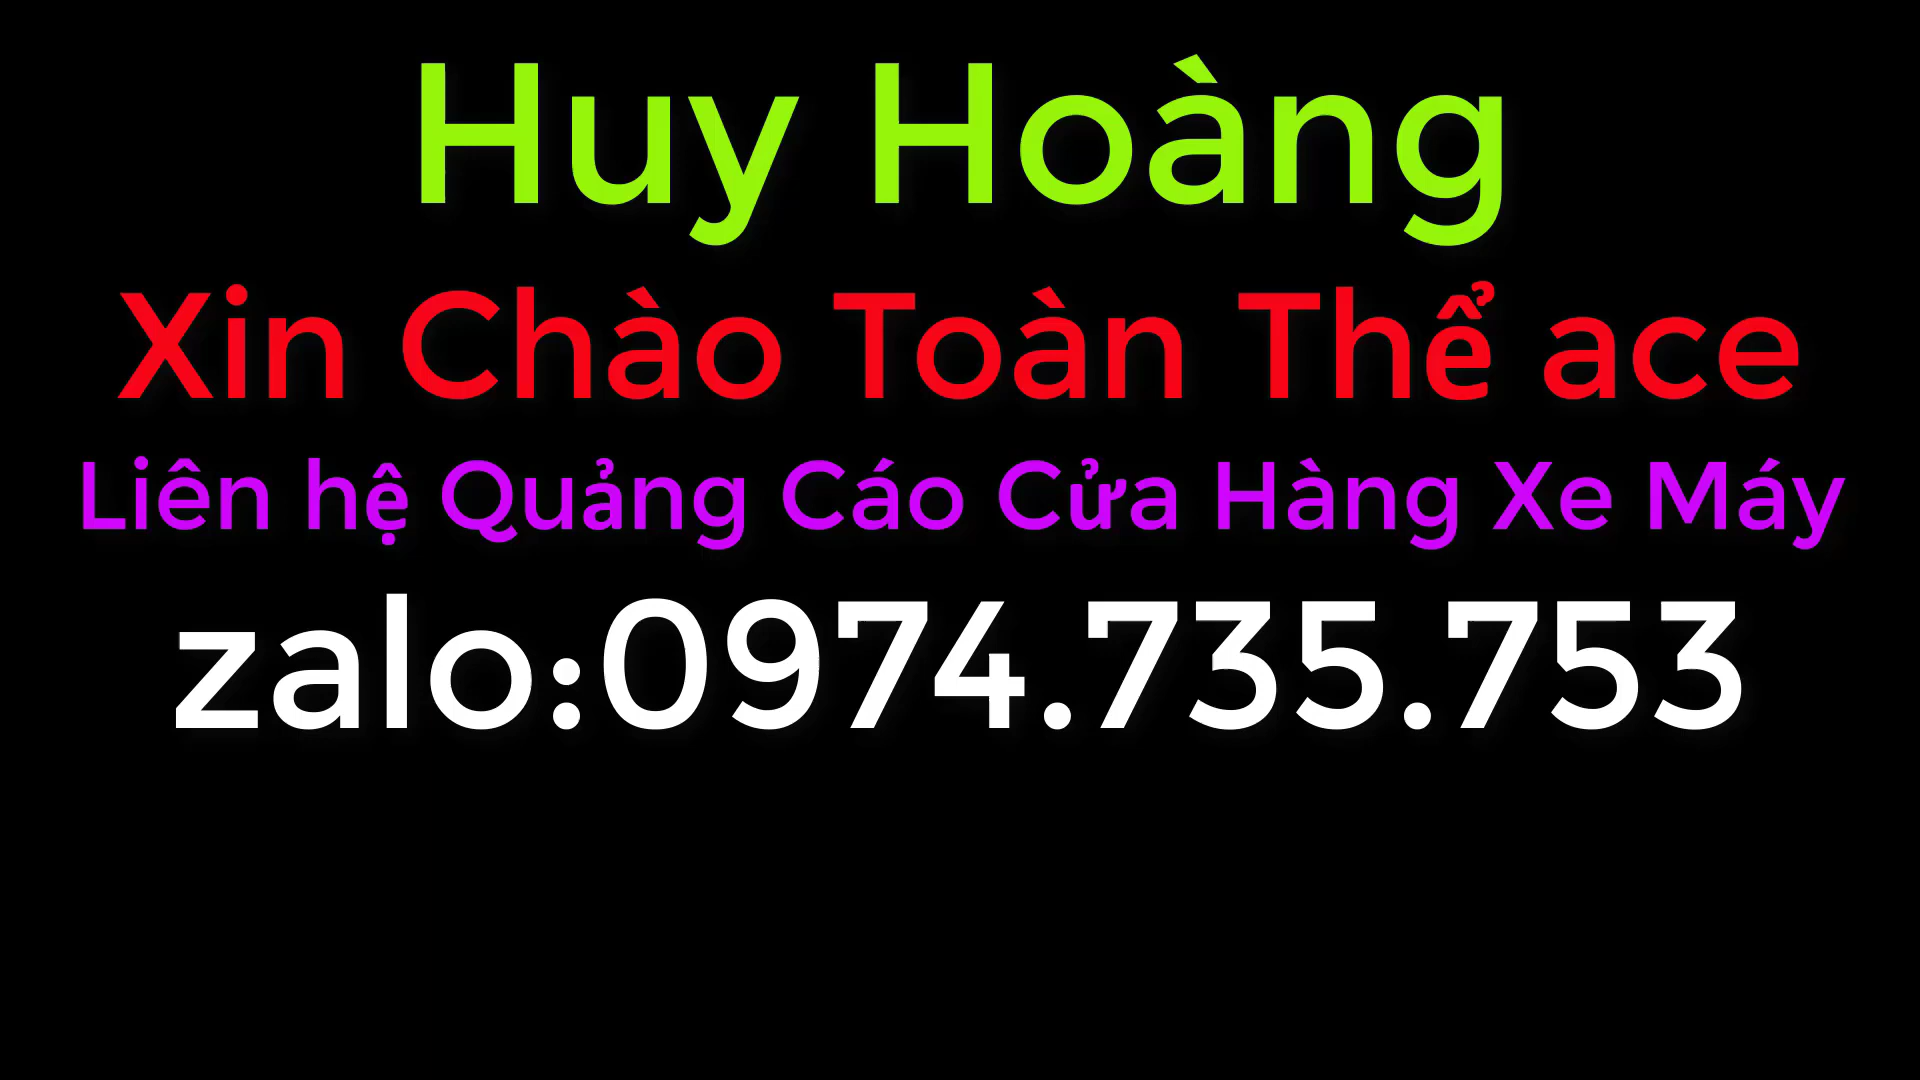 Huy Hoàng
Xin Chào Toàn Thể ace
Liên hệ Quảng Cáo Cửa Hàng Xe Máy
zalo:0974.735.753